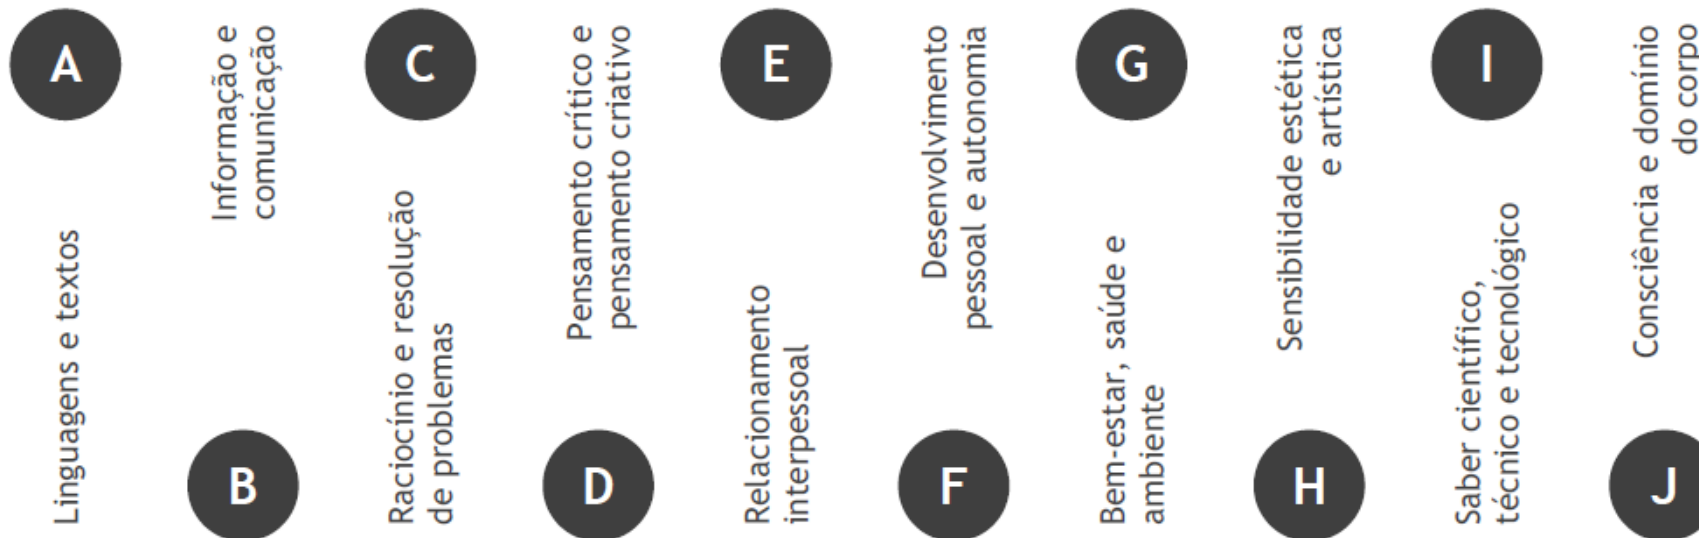 A
Linguagens e textos
Informação e
comunicação
B
C
Raciocínio e resolução
de problemas
Pensamento crítico e
pensamento criativo
D
E
Relacionamento
interpessoal
Desenvolvimento
pessoal e autonomia
F
G
Bem-estar, saúde e
ambiente
Sensibilidade estética
e artística
H
I
Saber científico,
técnico e tecnológico
Consciência e domínio
do corpo
J